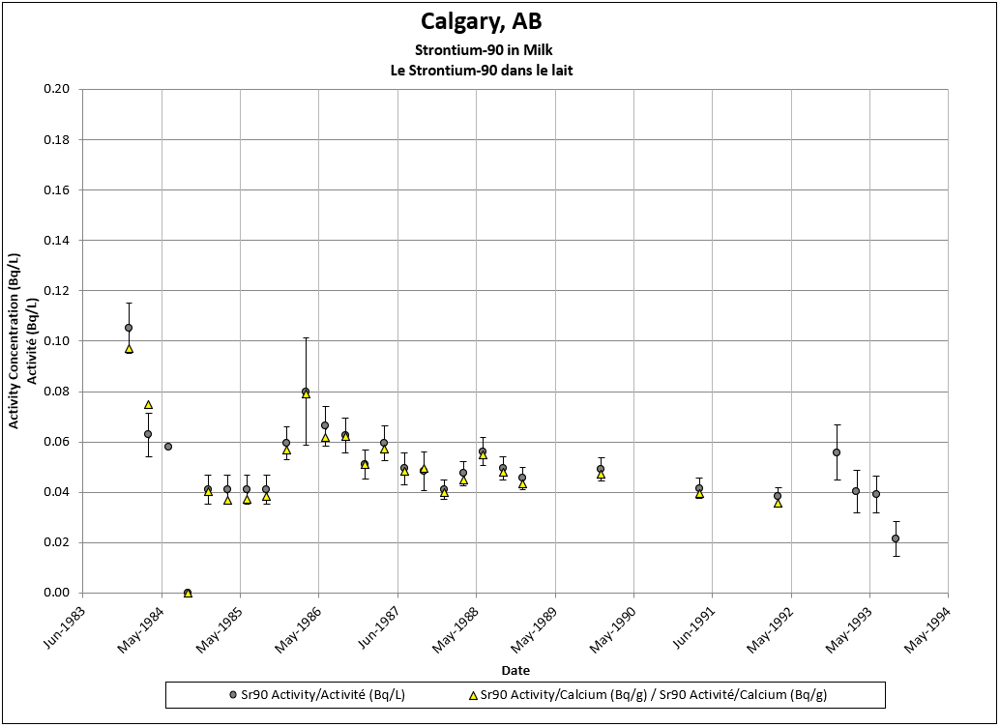 Calgary, AB
Strontium-90 in Milk
Le Strontium-90 dans le lait
Activity Concentration (Bq/L)
Activité (Bq/L)
0.20
0.18
0.16
0.14
0.12
0.10
0.08
0.06
0.04
0.02
0.00
Jun-1983
May-1984
May-1985
May-1986
Jun-1987
May-1988
May-1989
May-1990
Jun-1991
May-1992
May-1993
May-1994
Date
Sr90 Activity/Activité (Bq/L)
Sr90 Activity/Calcium (Bq/g) / Sr90 Activité/Calcium (Bq/g)